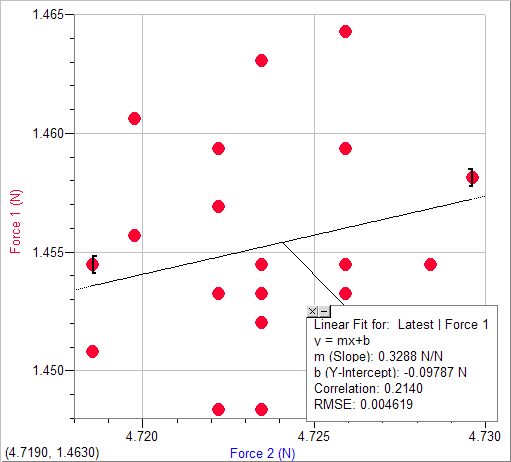 1.465
1.460
Force 1 (N)
1.455
1.450
× –
Linear Fit for: Latest | Force 1
y = mx+b
m (Slope): 0.3288 N/N
b (Y-Intercept): -0.09787 N
Correlation: 0.2140
RMSE: 0.004619
4.720 4.725 4.730
(4.7190, 1.4630) Force 2 (N)